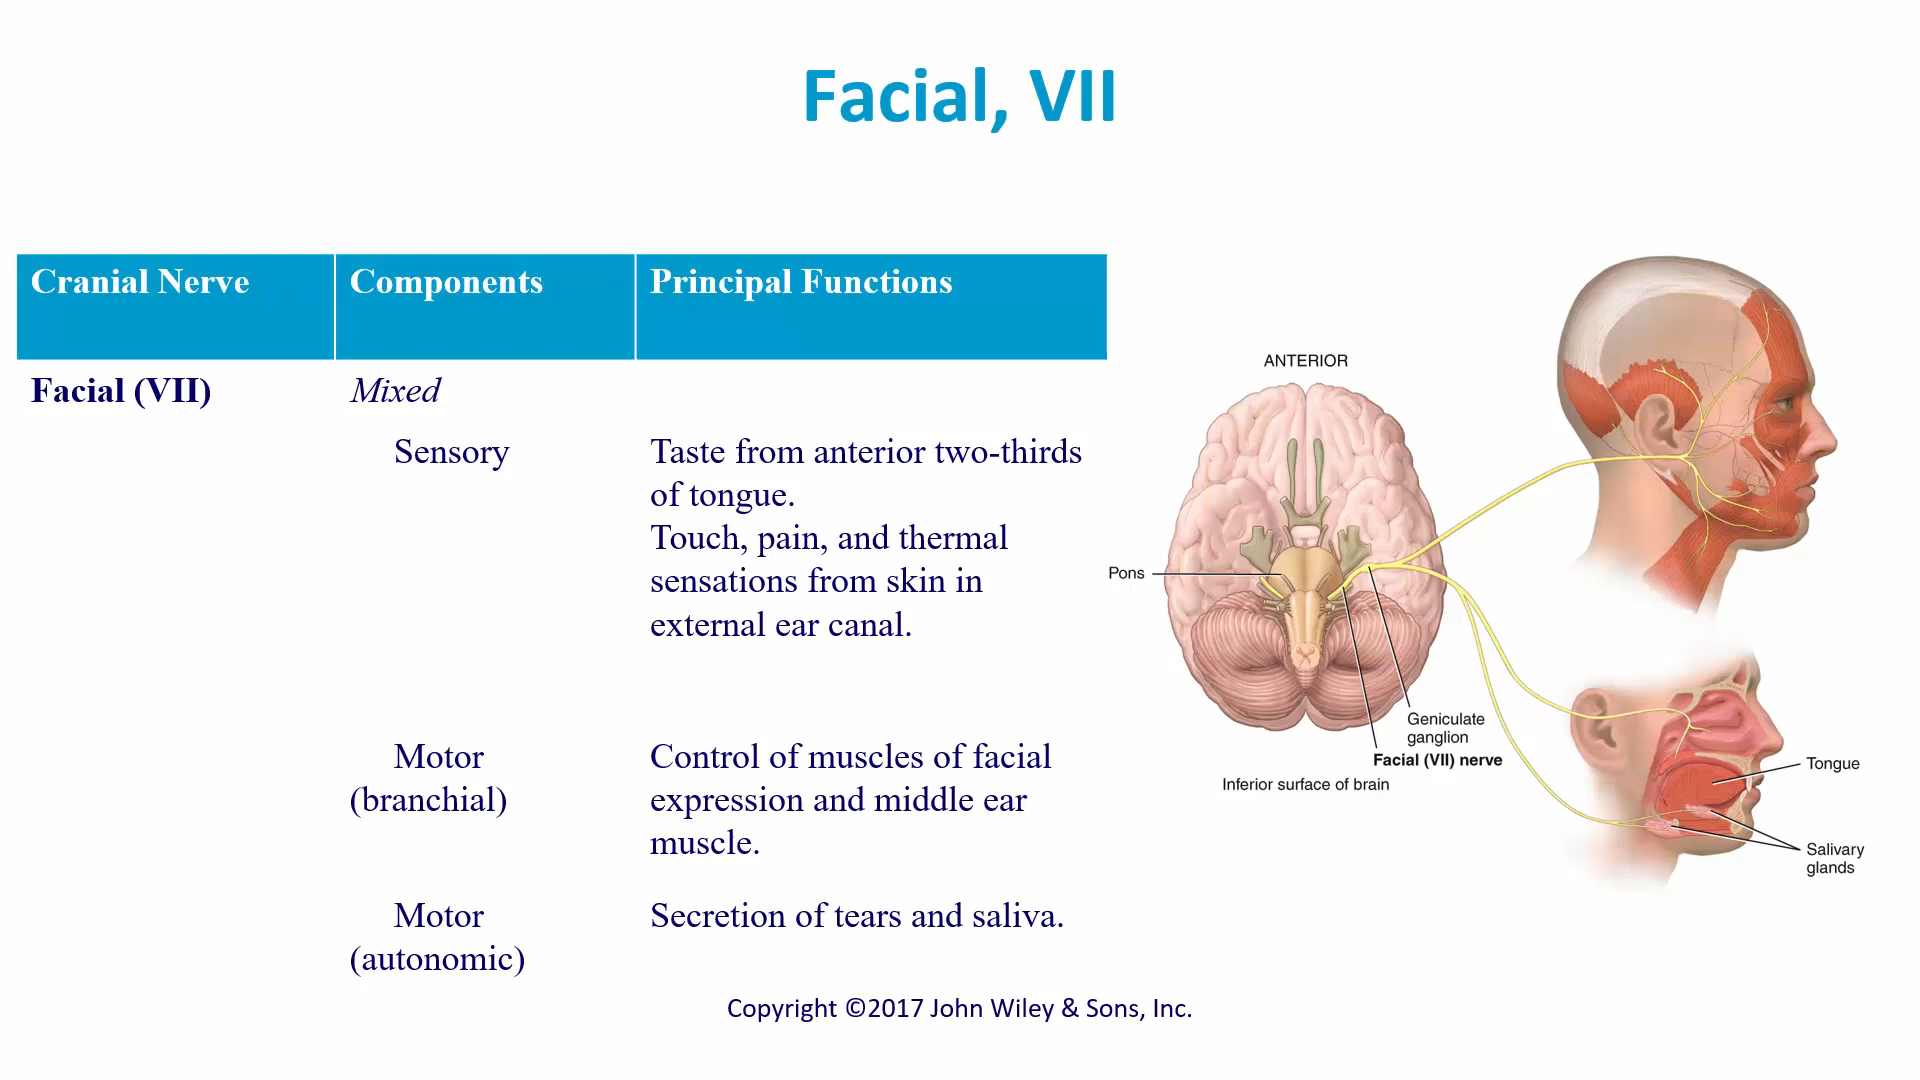 Facial, VII
Cranial Nerve
Components
Principal Functions
Facial (VII)
Mixed
Sensory
Taste from anterior two-thirds
of tongue.
Touch, pain, and thermal
sensations from skin in
external ear canal.
Motor
(branchial)
Control of muscles of facial
expression and middle ear
muscle.
Motor
(autonomic)
Secretion of tears and saliva.
ANTERIOR
Pons
Geniculate
ganglion
Facial (VII) nerve
Inferior surface of brain
Tongue
Salivary
glands
Copyright ©2017 John Wiley & Sons, Inc.